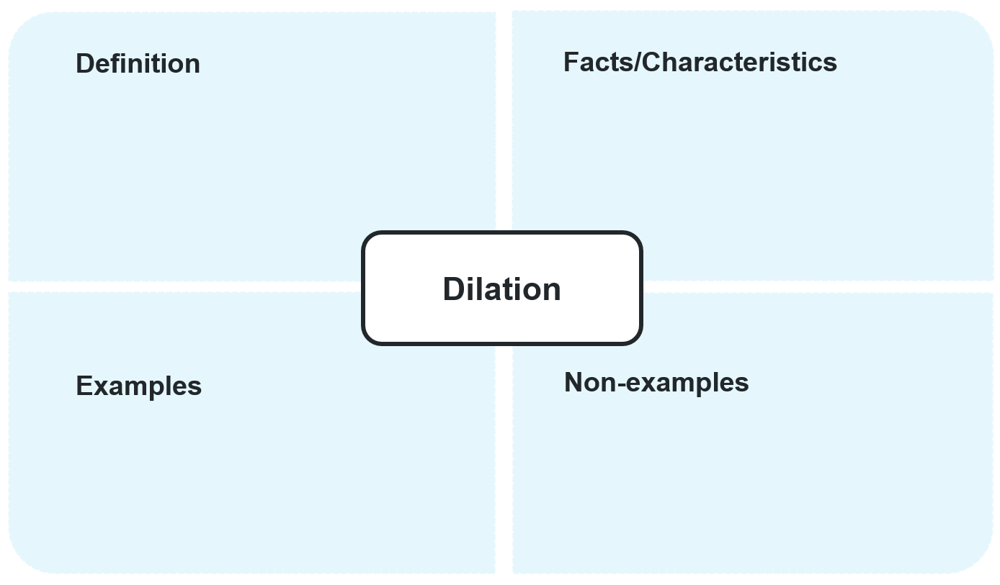 Definition
Facts/Characteristics
Dilation
Examples
Non-examples